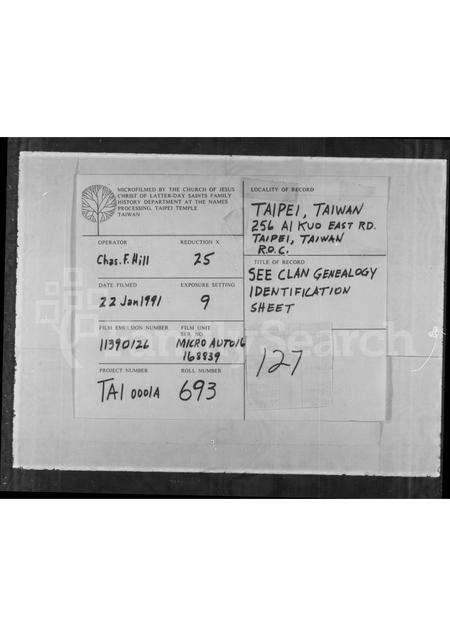 MICROFILMED BY THE CHURCH OF JESUS
CHRIST OF LATTER-DAY SAINTS FAMILY
HISTORY DEPARTMENT AT THE NAMES
PROCESSING, TAIPEI TEMPLE
TAIWAN
OPERATOR REDUCTION X
Chas. F. Hill 25
DATE FILMED EXPOSURE SETTING
22 Jan 1991 9
FILM EMULSION NUMBER FILM UNIT
SER. NO.
11390126 MICRO AUTO16
168839
PROJECT NUMBER ROLL NUMBER
TAI 0001A 693
LOCALITY OF RECORD
TAIPEI, TAIWAN
256 AI KUO EAST RD.
TAIPEI, TAIWAN
R.O.C.
TITLE OF RECORD
SEE CLAN GENEALOGY
IDENTIFICATION
SHEET
127
FamilySearch